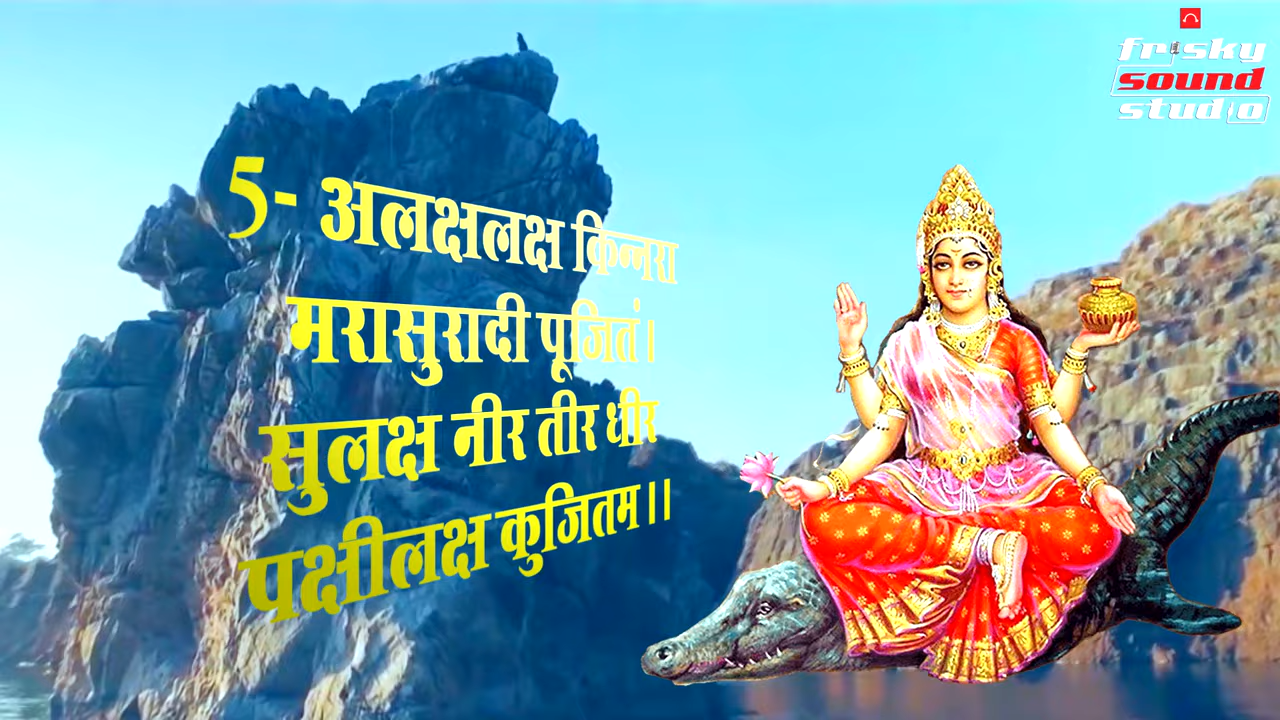 frisky
sound
studio
5- अलक्षलक्ष किन्नरा
मरासुरादी पूजितं।
सुलक्ष नीर तीर धीर
पक्षीलक्ष कुजितम।।